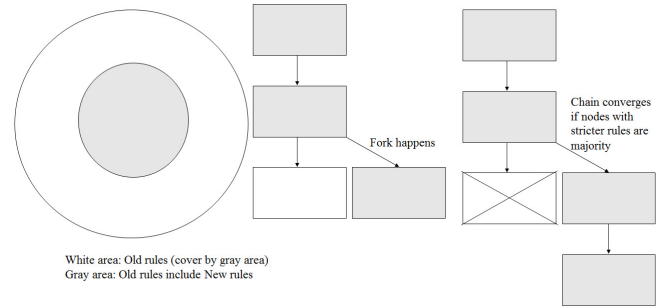 Fork happens
Chain converges
if nodes with
stricter rules are
majority
White area: Old rules (cover by gray area)
Gray area: Old rules include New rules